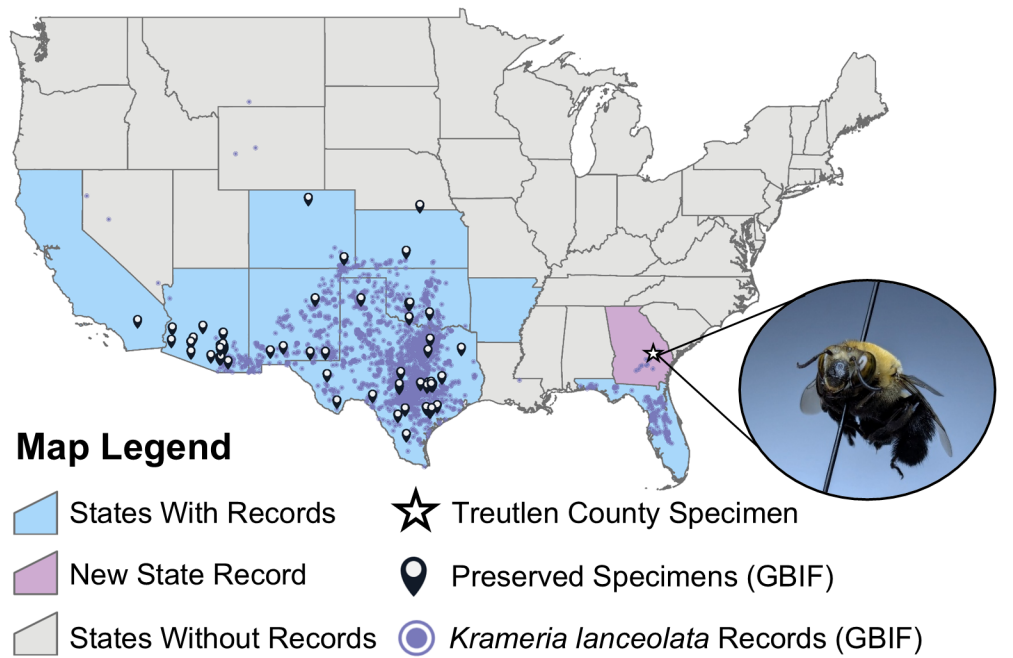 Map Legend
States With Records
New State Record
States Without Records
Treutlen County Specimen
Preserved Specimens (GBIF)
Krameria lanceolata Records (GBIF)